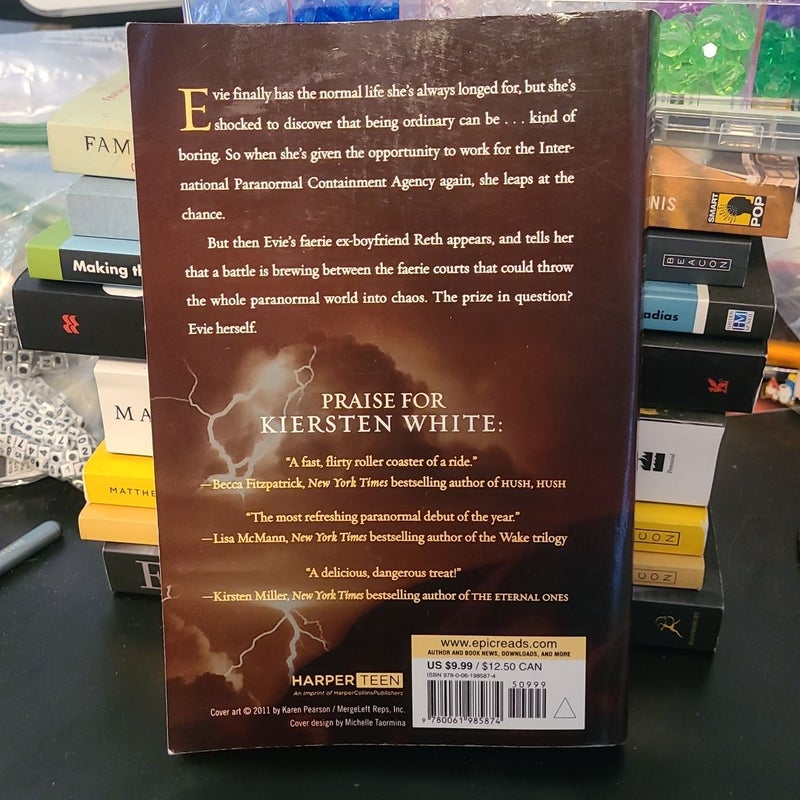 Evie finally has the normal life she's always longed for, but she's
shocked to discover that being ordinary can be . . . kind of
boring. So when she's given the opportunity to work for the Inter-
national Paranormal Containment Agency again, she leaps at the
chance.
But then Evie's faerie ex-boyfriend Reth appears, and tells her
that a battle is brewing between the faerie courts that could throw
the whole paranormal world into chaos. The prize in question?
Evie herself.
PRAISE FOR
KIERSTEN WHITE:
"A fast, flirty roller coaster of a ride."
—Becca Fitzpatrick, New York Times bestselling author of HUSH, HUSH
"The most refreshing paranormal debut of the year."
—Lisa McMann, New York Times bestselling author of the Wake trilogy
"A delicious, dangerous treat!"
—Kirsten Miller, New York Times bestselling author of THE ETERNAL ONES
www.epicreads.com
AUTHOR AND BOOK NEWS, DOWNLOADS, AND MORE
US $9.99 / $12.50 CAN
ISBN 978-0-06-198587-4
50999
9 780061 985874
HARPER TEEN
An imprint of HarperCollinsPublishers
Cover art © 2011 by Karen Pearson / MergeLeft Reps, Inc.
Cover design by Michelle Taormina
FAM
Making th
MA
MATTHE
E
NIS
SMART
POP
BEACON
adias
CON
CON